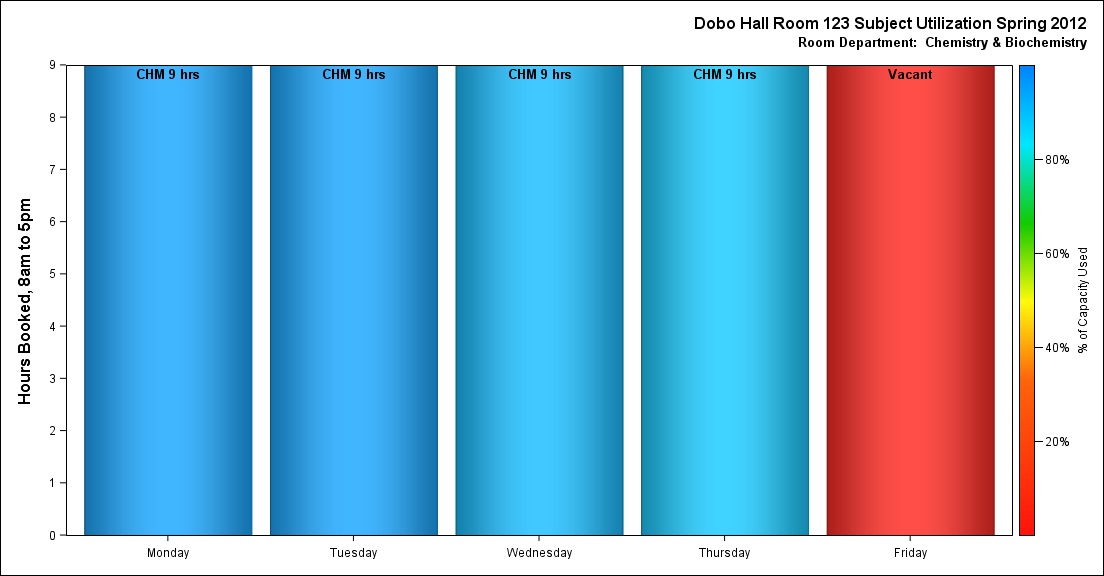 Dobo Hall Room 123 Subject Utilization Spring 2012
Room Department:  Chemistry & Biochemistry
Hours Booked, 8am to 5pm
9
8
7
6
5
4
3
2
1
0
CHM 9 hrs
CHM 9 hrs
CHM 9 hrs
CHM 9 hrs
Vacant
Monday
Tuesday
Wednesday
Thursday
Friday
80%
60%
40%
20%
% of Capacity Used